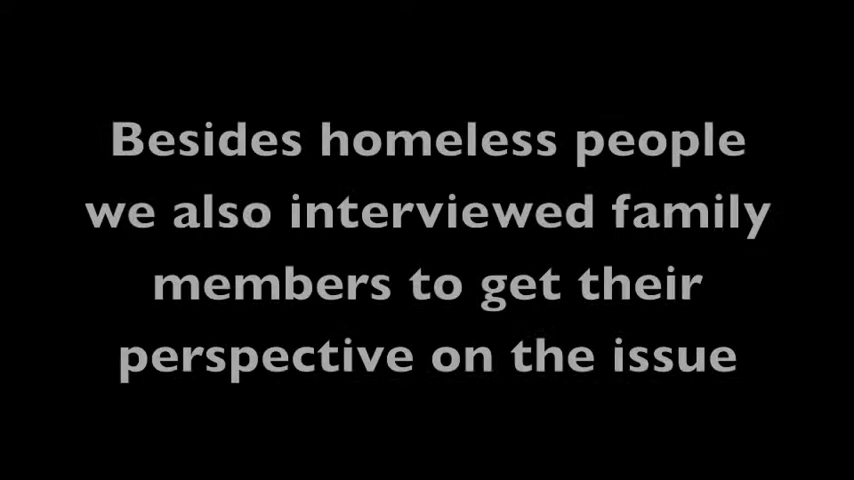 Besides homeless people
we also interviewed family
members to get their
perspective on the issue